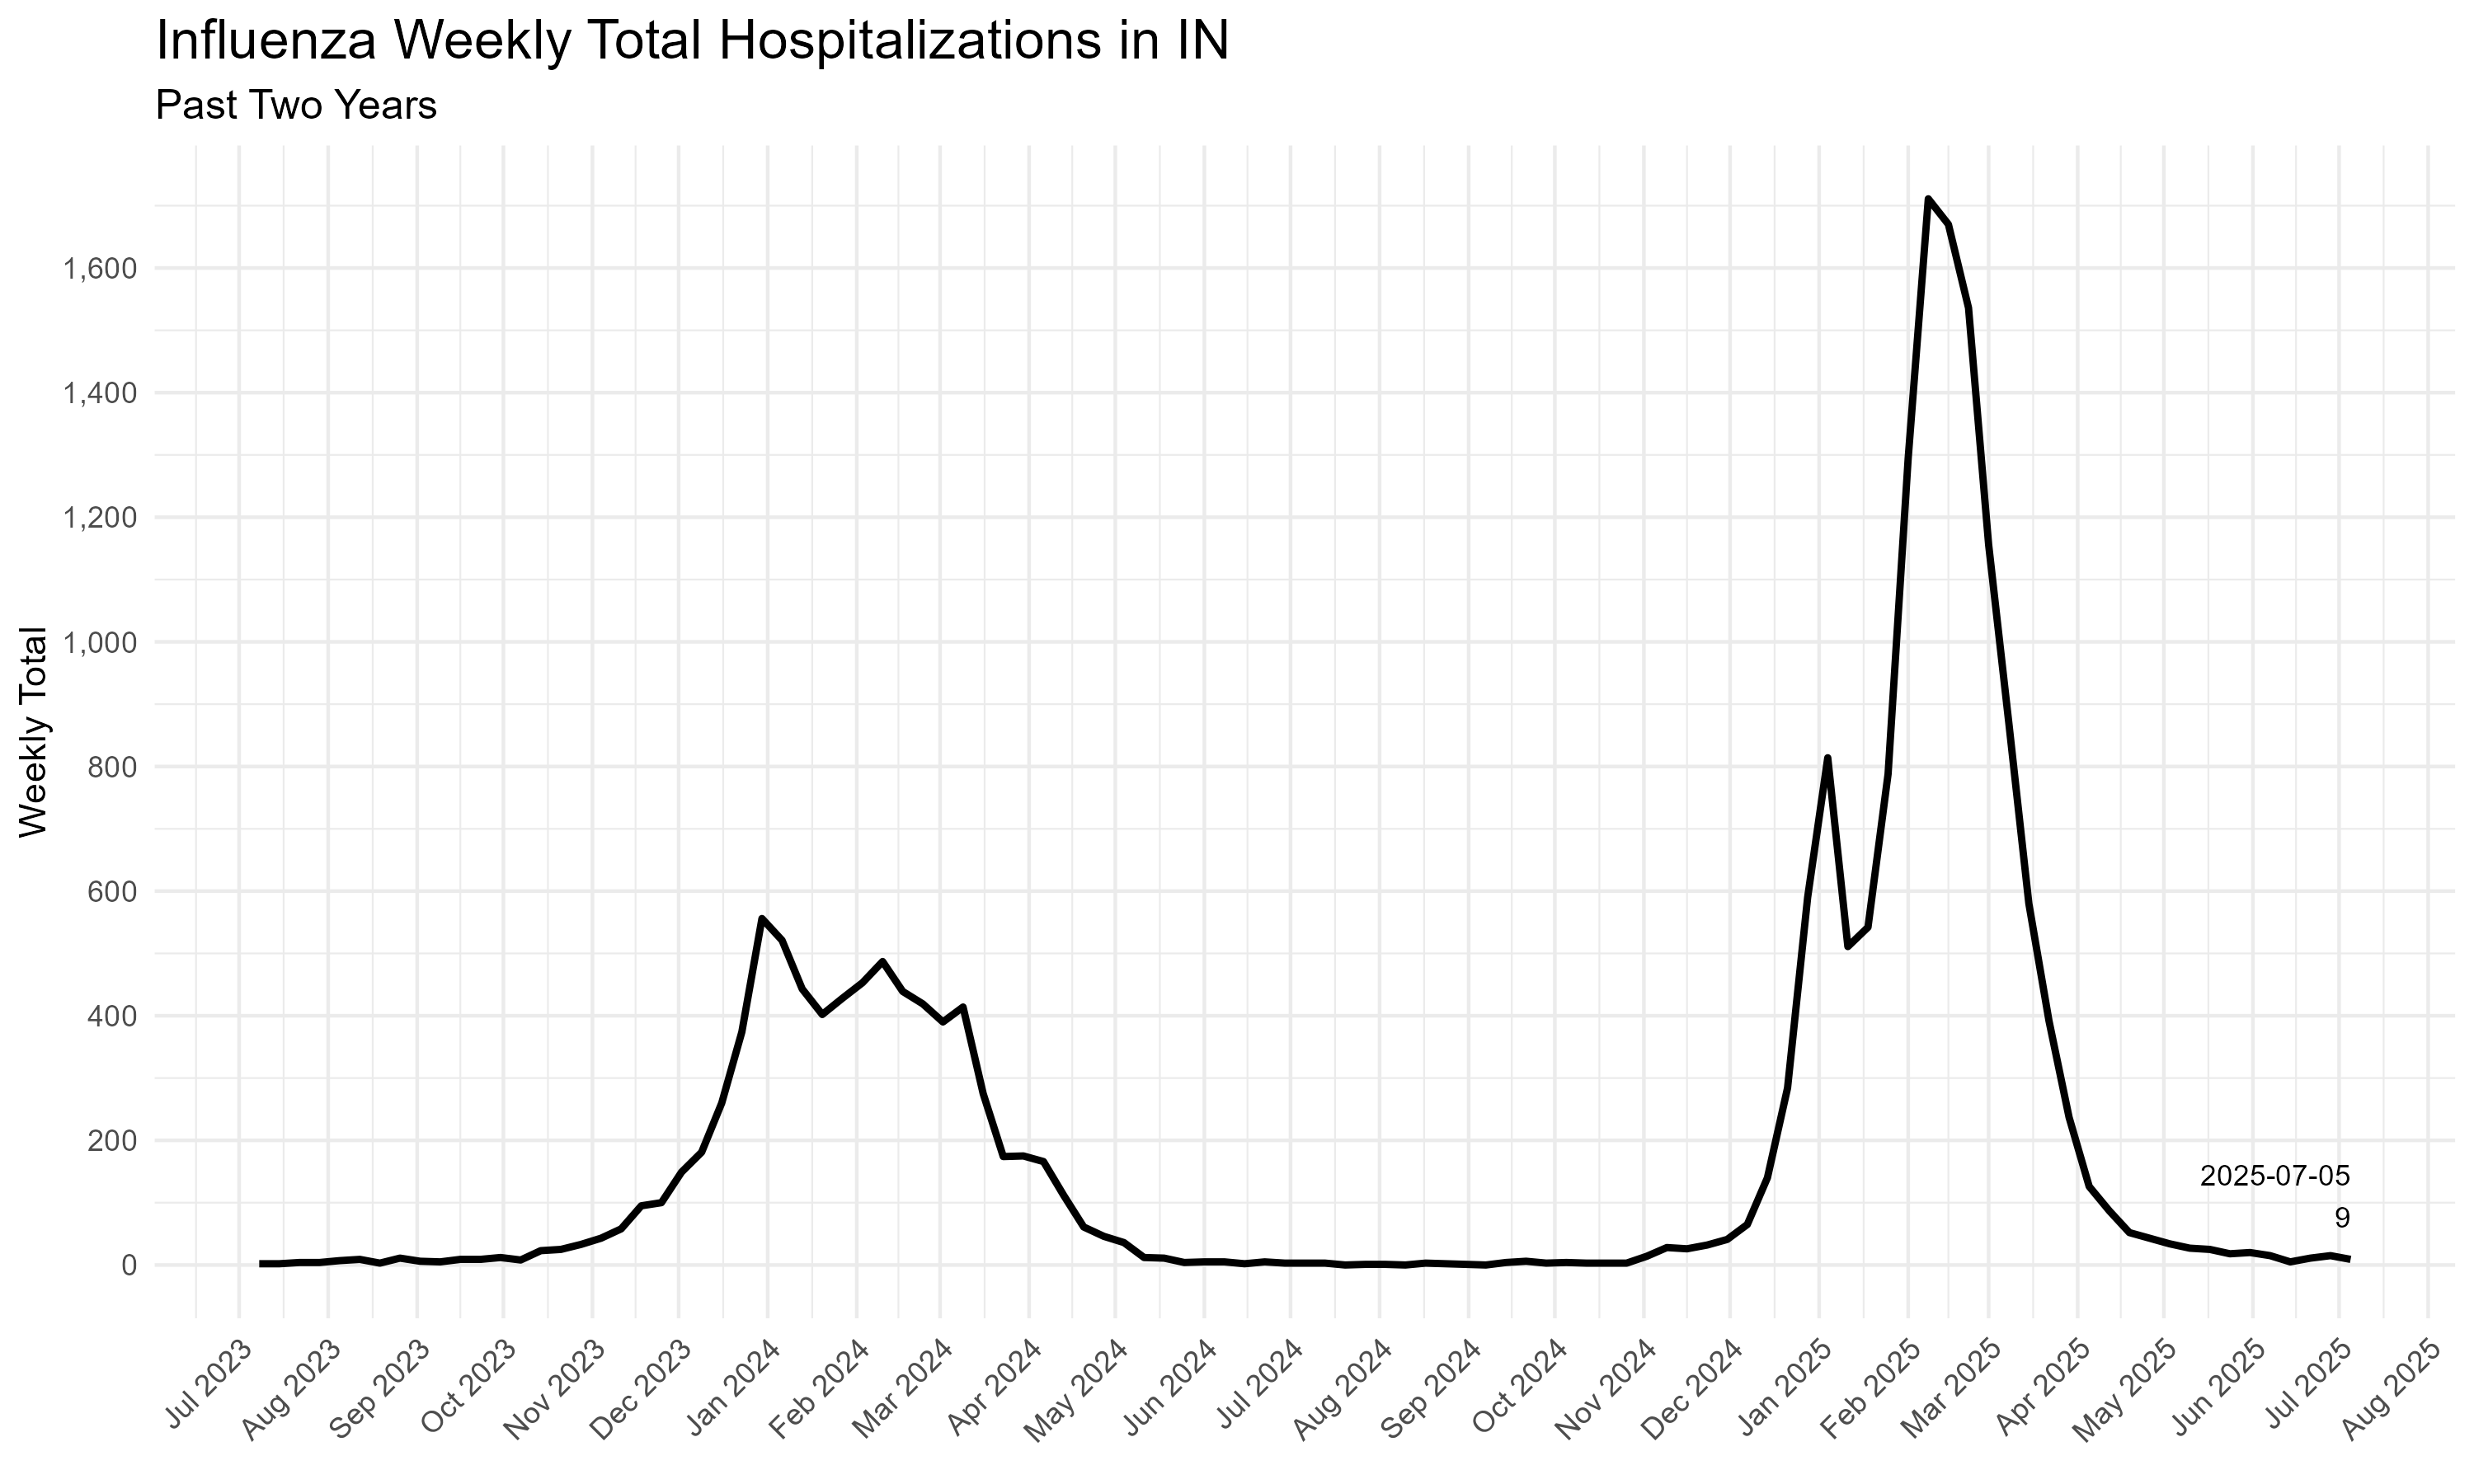 Influenza Weekly Total Hospitalizations in IN
Past Two Years
Weekly Total
1,600
1,400
1,200
1,000
800
600
400
200
0
2025-07-05
9
Jul 2023
Aug 2023
Sep 2023
Oct 2023
Nov 2023
Dec 2023
Jan 2024
Feb 2024
Mar 2024
Apr 2024
May 2024
Jun 2024
Jul 2024
Aug 2024
Sep 2024
Oct 2024
Nov 2024
Dec 2024
Jan 2025
Feb 2025
Mar 2025
Apr 2025
May 2025
Jun 2025
Jul 2025
Aug 2025